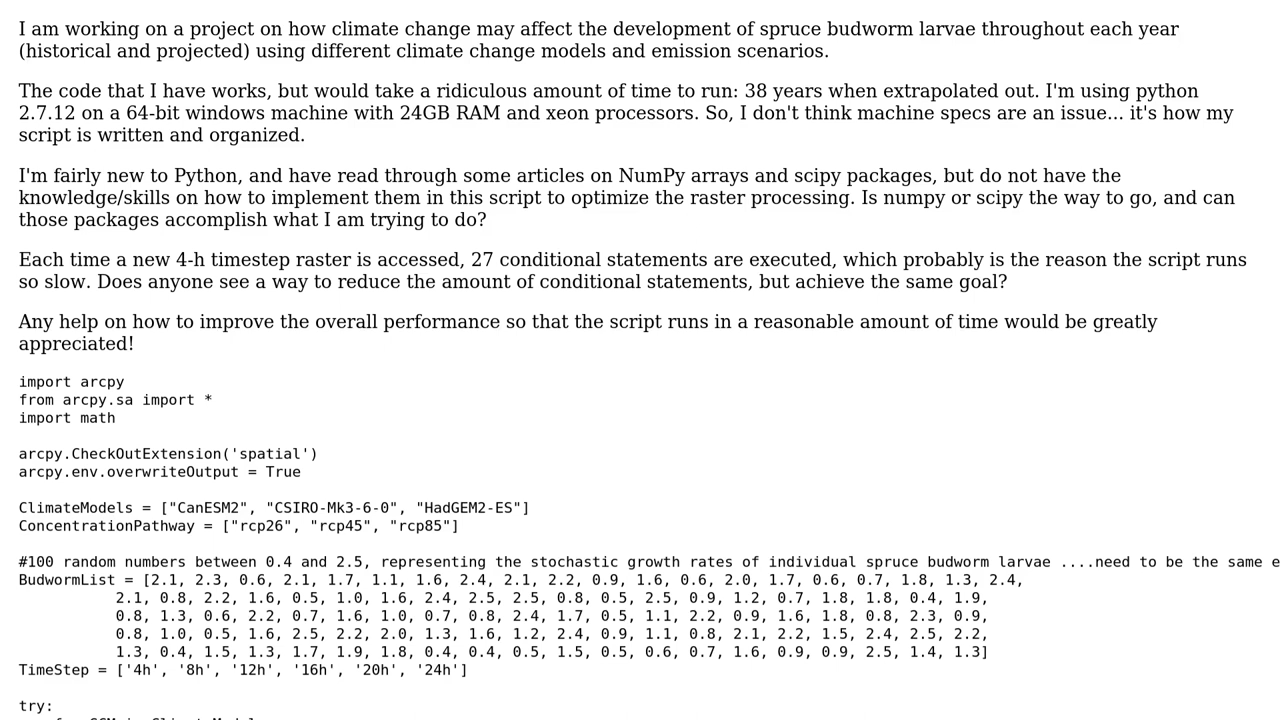 I am working on a project on how climate change may affect the development of spruce budworm larvae throughout each year
(historical and projected) using different climate change models and emission scenarios.
The code that I have works, but would take a ridiculous amount of time to run: 38 years when extrapolated out. I'm using python
2.7.12 on a 64-bit windows machine with 24GB RAM and xeon processors. So, I don't think machine specs are an issue... it's how my
script is written and organized.
I'm fairly new to Python, and have read through some articles on NumPy arrays and scipy packages, but do not have the
knowledge/skills on how to implement them in this script to optimize the raster processing. Is numpy or scipy the way to go, and can
those packages accomplish what I am trying to do?
Each time a new 4-h timestep raster is accessed, 27 conditional statements are executed, which probably is the reason the script runs
so slow. Does anyone see a way to reduce the amount of conditional statements, but achieve the same goal?
Any help on how to improve the overall performance so that the script runs in a reasonable amount of time would be greatly
appreciated!
import arcpy
from arcpy.sa import *
import math
arcpy.CheckOutExtension('spatial')
arcpy.env.overwriteOutput = True
ClimateModels = ["CanESM2", "CSIRO-Mk3-6-0", "HadGEM2-ES"]
ConcentrationPathway = ["rcp26", "rcp45", "rcp85"]
#100 random numbers between 0.4 and 2.5, representing the stochastic growth rates of individual spruce budworm larvae ....need to be the same e
BudwormList = [2.1, 2.3, 0.6, 2.1, 1.7, 1.1, 1.6, 2.4, 2.1, 2.2, 0.9, 1.6, 0.6, 2.0, 1.7, 0.6, 0.7, 1.8, 1.3, 2.4,
2.1, 0.8, 2.2, 1.6, 0.5, 1.0, 1.6, 2.4, 2.5, 2.5, 0.8, 0.5, 2.5, 0.9, 1.2, 0.7, 1.8, 1.8, 0.4, 1.9,
0.8, 1.3, 0.6, 2.2, 0.7, 1.6, 1.0, 0.7, 0.8, 2.4, 1.7, 0.5, 1.1, 2.2, 0.9, 1.6, 1.8, 0.8, 2.3, 0.9,
0.8, 1.0, 0.5, 1.6, 2.5, 2.2, 2.0, 1.3, 1.6, 1.2, 2.4, 0.9, 1.1, 0.8, 2.1, 2.2, 1.5, 2.4, 2.5, 2.2,
1.3, 0.4, 1.5, 1.3, 1.7, 1.9, 1.8, 0.4, 0.4, 0.5, 1.5, 0.5, 0.6, 0.7, 1.6, 0.9, 0.9, 2.5, 1.4, 1.3]
TimeStep = ['4h', '8h', '12h', '16h', '20h', '24h']
try: